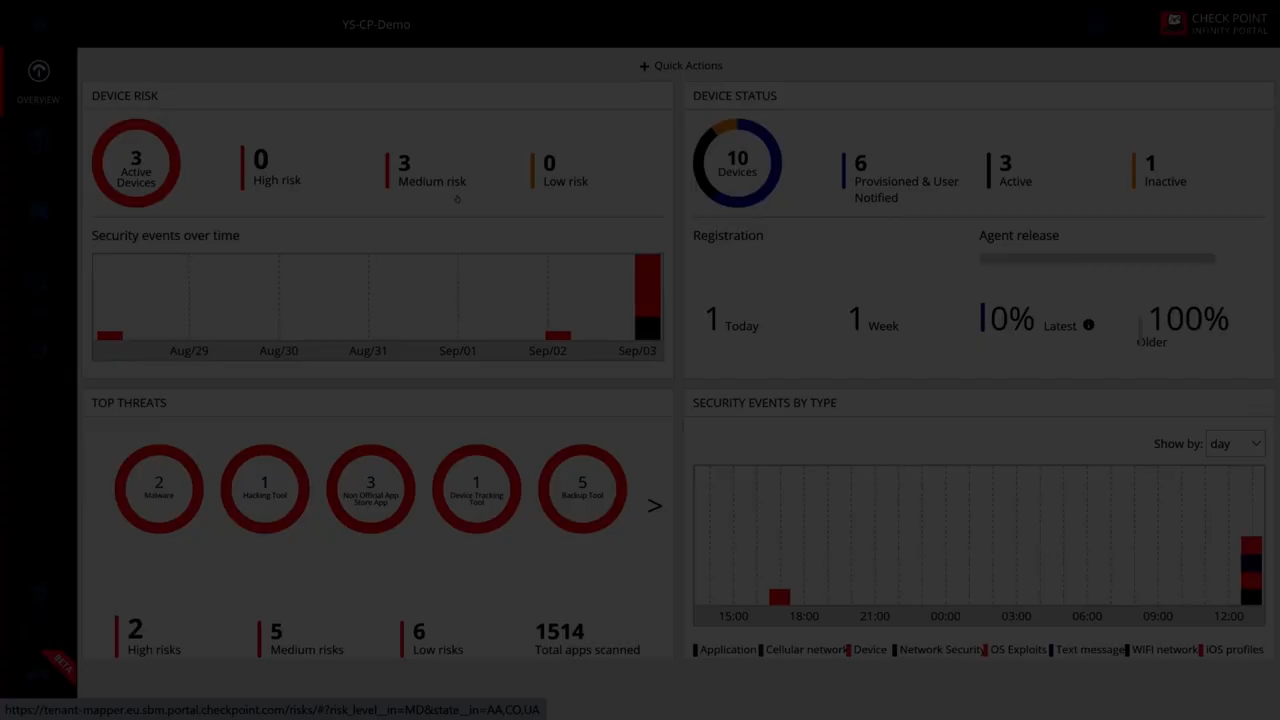 YS-CP-Demo
CHECK POINT
INFINITY PORTAL
OVERVIEW
Quick Actions
DEVICE RISK
3
Active
Devices
0
High risk
3
Medium risk
0
Low risk
Security events over time
Aug/29 Aug/30 Aug/31 Sep/01 Sep/02 Sep/03
DEVICE STATUS
10
Devices
6
Provisioned & User
Notified
3
Active
1
Inactive
Registration
1 Today
1 Week
Agent release
0% Latest
100%
Older
TOP THREATS
2
Malware
1
Hacking Tool
3
Non Official App
Store App
1
Device Tracking
Tool
5
Backup Tool
>
2
High risks
5
Medium risks
6
Low risks
1514
Total apps scanned
SECURITY EVENTS BY TYPE
Show by: day
15:00 18:00 21:00 00:00 03:00 06:00 09:00 12:00
Application Cellular network Device Network Security OS Exploits Text message WIFI network iOS profiles
BETA
https://tenant-mapper.eu.sbm.portal.checkpoint.com/risks/#?risk_level__in=MD&state__in=AA,CO,UA